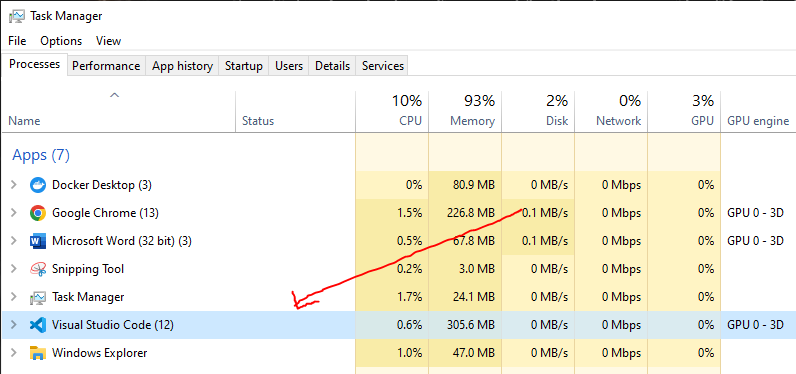 Task Manager
File Options View
Processes Performance App history Startup Users Details Services
10% 93% 2% 0% 3%
Name Status CPU Memory Disk Network GPU GPU engine
Apps (7)
Docker Desktop (3) 0% 80.9 MB 0 MB/s 0 Mbps 0%
Google Chrome (13) 1.5% 226.8 MB 0.1 MB/s 0 Mbps 0% GPU 0 - 3D
Microsoft Word (32 bit) (3) 0.5% 67.8 MB 0.1 MB/s 0 Mbps 0% GPU 0 - 3D
Snipping Tool 0.2% 3.0 MB 0 MB/s 0 Mbps 0%
Task Manager 1.7% 24.1 MB 0 MB/s 0 Mbps 0%
Visual Studio Code (12) 0.6% 305.6 MB 0 MB/s 0 Mbps 0% GPU 0 - 3D
Windows Explorer 1.0% 47.0 MB 0 MB/s 0 Mbps 0%